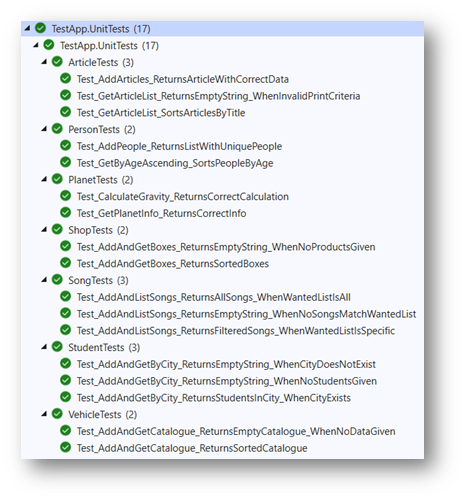 TestApp.UnitTests (17)
TestApp.UnitTests (17)
ArticleTests (3)
Test_AddArticles_ReturnsArticleWithCorrectData
Test_GetArticleList_ReturnsEmptyString_WhenInvalidPrintCriteria
Test_GetArticleList_SortsArticlesByTitle
PersonTests (2)
Test_AddPeople_ReturnsListWithUniquePeople
Test_GetByAgeAscending_SortsPeopleByAge
PlanetTests (2)
Test_CalculateGravity_ReturnsCorrectCalculation
Test_GetPlanetInfo_ReturnsCorrectInfo
ShopTests (2)
Test_AddAndGetBoxes_ReturnsEmptyString_WhenNoProductsGiven
Test_AddAndGetBoxes_ReturnsSortedBoxes
SongTests (3)
Test_AddAndListSongs_ReturnsAllSongs_WhenWantedListIsAll
Test_AddAndListSongs_ReturnsEmptyString_WhenNoSongsMatchWantedList
Test_AddAndListSongs_ReturnsFilteredSongs_WhenWantedListIsSpecific
StudentTests (3)
Test_AddAndGetByCity_ReturnsEmptyString_WhenCityDoesNotExist
Test_AddAndGetByCity_ReturnsEmptyString_WhenNoStudentsGiven
Test_AddAndGetByCity_ReturnsStudentsInCity_WhenCityExists
VehicleTests (2)
Test_AddAndGetCatalogue_ReturnsEmptyCatalogue_WhenNoDataGiven
Test_AddAndGetCatalogue_ReturnsSortedCatalogue